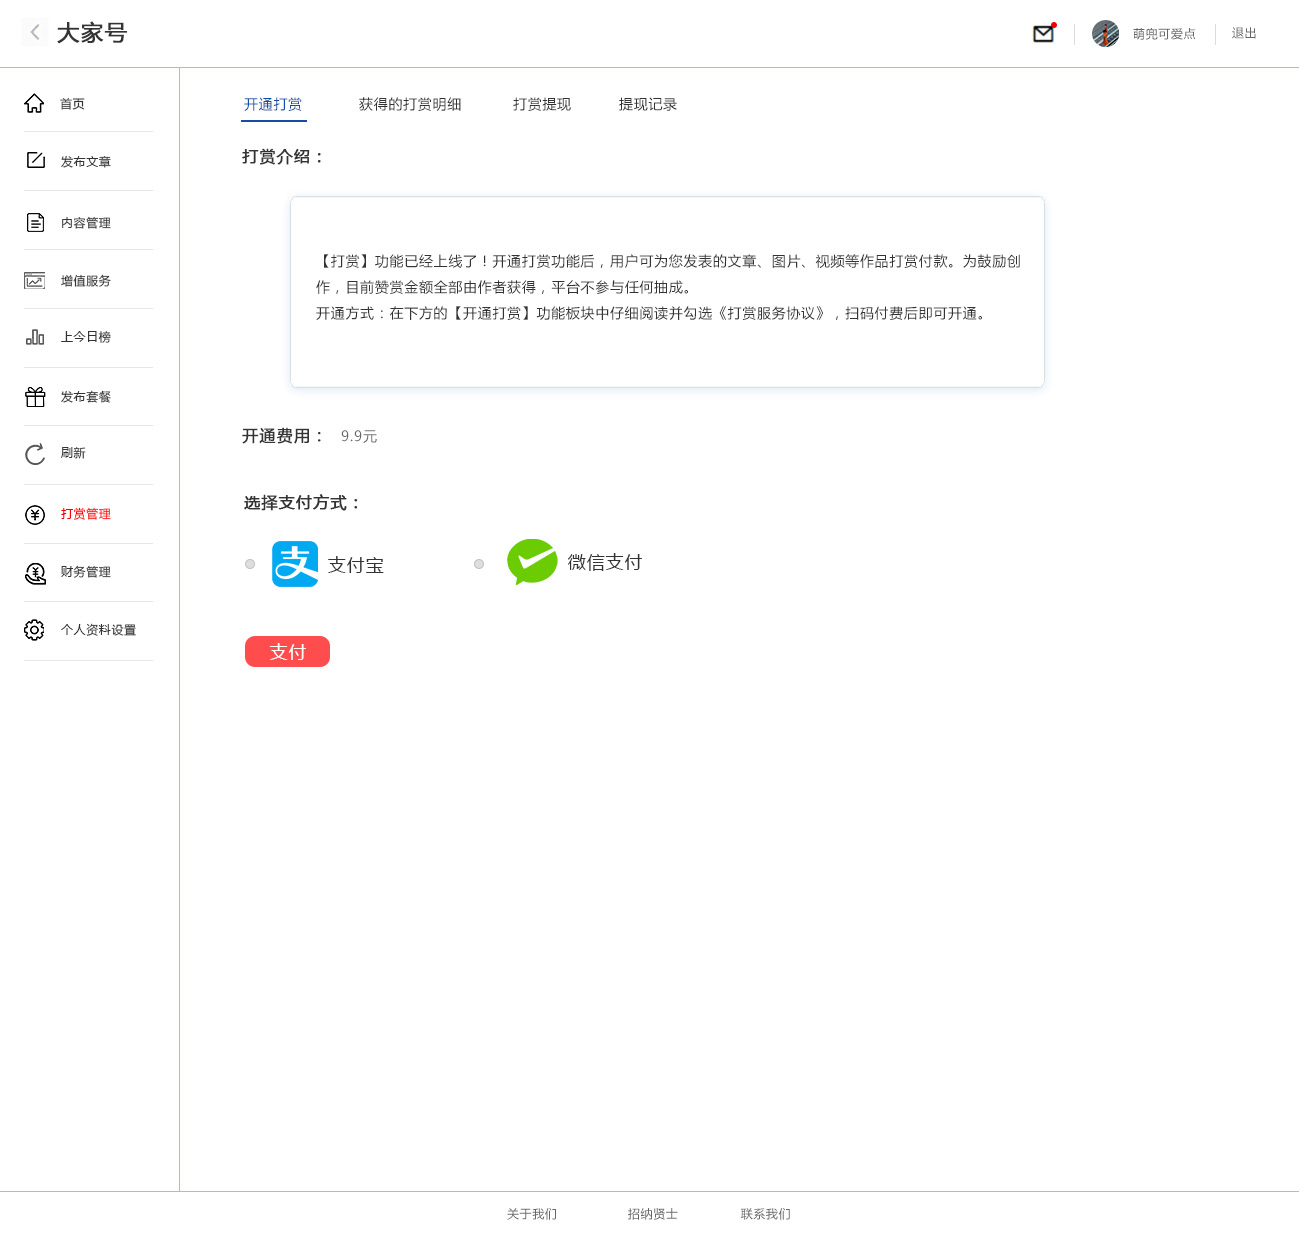 大家号
萌兜可爱点
退出
首页
发布文章
内容管理
增值服务
上今日榜
发布套餐
刷新
打赏管理
财务管理
个人资料设置
开通打赏
获得的打赏明细
打赏提现
提现记录
打赏介绍：
【打赏】功能已经上线了！开通打赏功能后，用户可为您发表的文章、图片、视频等作品打赏付款。为鼓励创
作，目前赞赏金额全部由作者获得，平台不参与任何抽成。
开通方式：在下方的【开通打赏】功能板块中仔细阅读并勾选《打赏服务协议》，扫码付费后即可开通。
开通费用： 9.9元
选择支付方式：
支
支付宝
微信支付
支付
关于我们
招纳贤士
联系我们